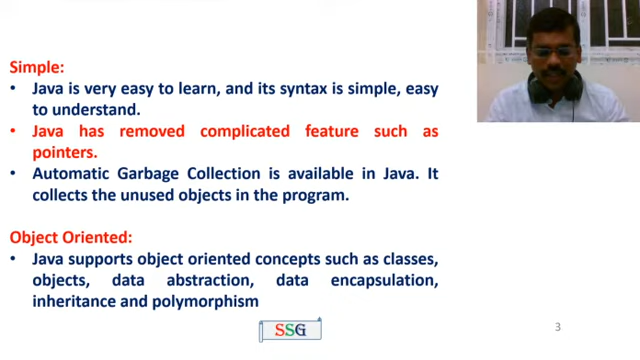 Simple:
• Java is very easy to learn, and its syntax is simple, easy
to understand.
• Java has removed complicated feature such as
pointers.
• Automatic Garbage Collection is available in Java. It
collects the unused objects in the program.
Object Oriented:
• Java supports object oriented concepts such as classes,
objects, data abstraction, data encapsulation,
inheritance and polymorphism
SSG
3